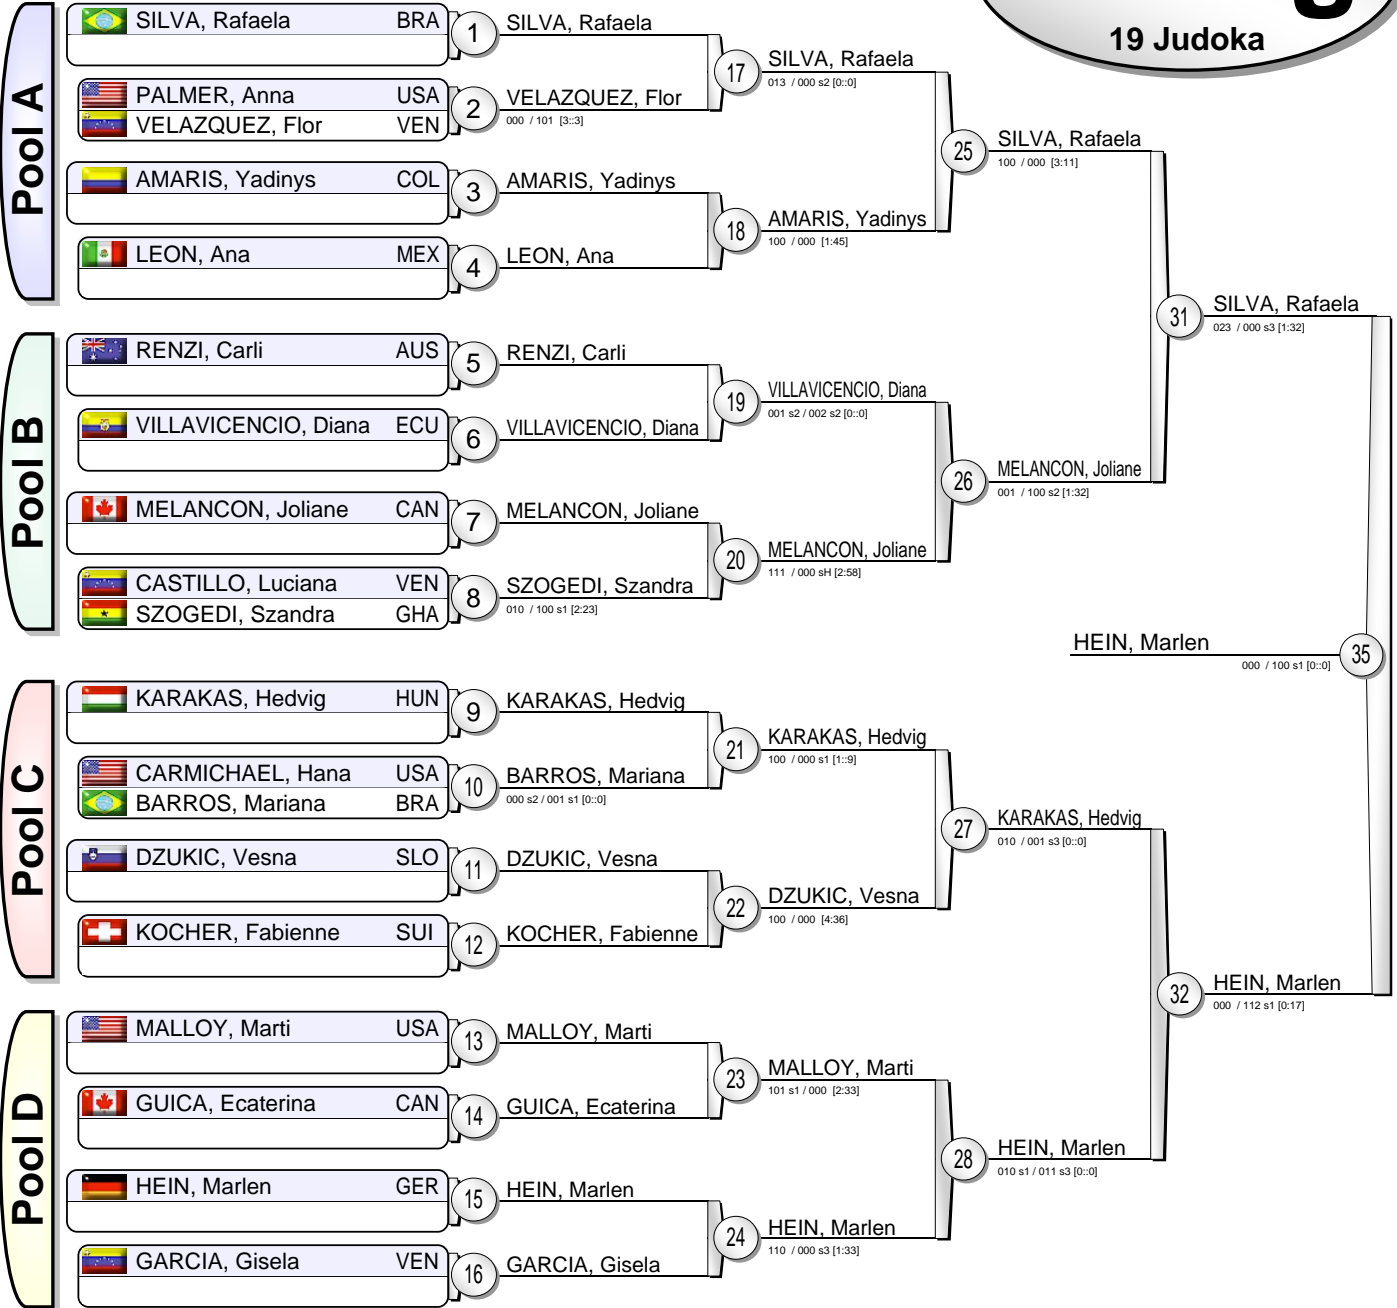 19 Judoka
Pool A
SILVA, Rafaela BRA
1
SILVA, Rafaela
PALMER, Anna USA
VELAZQUEZ, Flor VEN
2
VELAZQUEZ, Flor
000 / 101 [3::3]
17
SILVA, Rafaela
013 / 000 s2 [0::0]
AMARIS, Yadinys COL
3
AMARIS, Yadinys
LEON, Ana MEX
4
LEON, Ana
18
AMARIS, Yadinys
100 / 000 [1:45]
25
SILVA, Rafaela
100 / 000 [3:11]
Pool B
RENZI, Carli AUS
5
RENZI, Carli
VILLAVICENCIO, Diana ECU
6
VILLAVICENCIO, Diana
19
VILLAVICENCIO, Diana
001 s2 / 002 s2 [0::0]
MELANCON, Joliane CAN
7
MELANCON, Joliane
CASTILLO, Luciana VEN
SZOGEDI, Szandra GHA
8
SZOGEDI, Szandra
010 / 100 s1 [2:23]
20
MELANCON, Joliane
111 / 000 sH [2:58]
26
MELANCON, Joliane
001 / 100 s2 [1:32]
31
SILVA, Rafaela
023 / 000 s3 [1:32]
HEIN, Marlen
000 / 100 s1 [0::0]
35
Pool C
KARAKAS, Hedvig HUN
9
KARAKAS, Hedvig
CARMICHAEL, Hana USA
BARROS, Mariana BRA
10
BARROS, Mariana
000 s2 / 001 s1 [0::0]
21
KARAKAS, Hedvig
100 / 000 s1 [1::9]
DZUKIC, Vesna SLO
11
DZUKIC, Vesna
KOCHER, Fabienne SUI
12
KOCHER, Fabienne
22
DZUKIC, Vesna
100 / 000 [4:36]
27
KARAKAS, Hedvig
010 / 001 s3 [0::0]
Pool D
MALLOY, Marti USA
13
MALLOY, Marti
GUICA, Ecaterina CAN
14
GUICA, Ecaterina
23
MALLOY, Marti
101 s1 / 000 [2:33]
HEIN, Marlen GER
15
HEIN, Marlen
GARCIA, Gisela VEN
16
GARCIA, Gisela
24
HEIN, Marlen
110 / 000 s3 [1:33]
28
HEIN, Marlen
010 s1 / 011 s3 [0::0]
32
HEIN, Marlen
000 / 112 s1 [0:17]